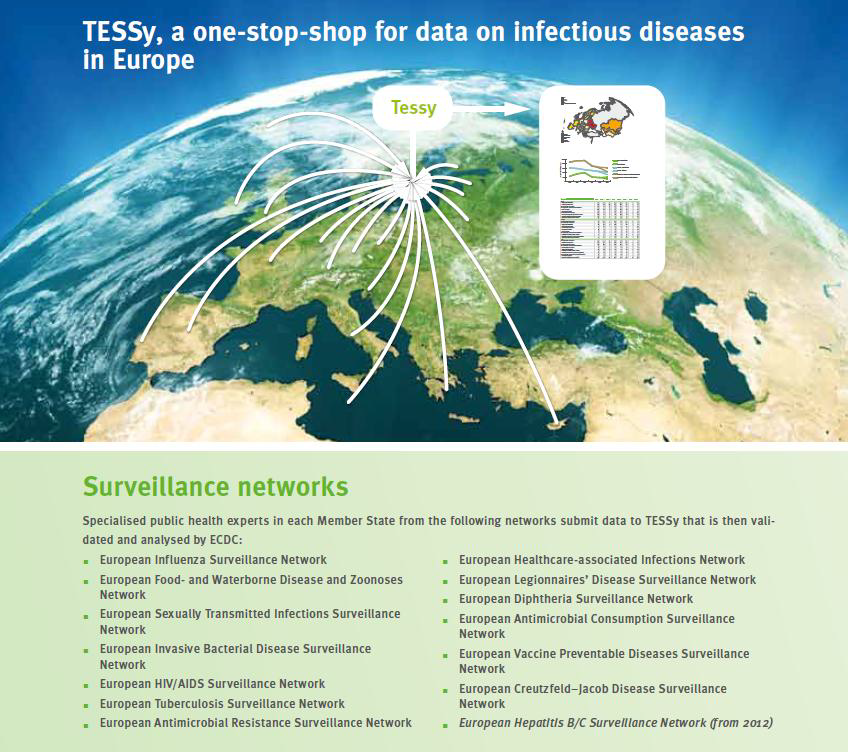 TESSy, a one-stop-shop for data on infectious diseases
in Europe
Tessy
Surveillance networks
Specialised public health experts in each Member State from the following networks submit data to TESSy that is then vali-
dated and analysed by ECDC:
European Influenza Surveillance Network
European Food- and Waterborne Disease and Zoonoses
Network
European Sexually Transmitted Infections Surveillance
Network
European Invasive Bacterial Disease Surveillance
Network
European HIV/AIDS Surveillance Network
European Tuberculosis Surveillance Network
European Antimicrobial Resistance Surveillance Network
European Healthcare-associated Infections Network
European Legionnaires' Disease Surveillance Network
European Diphtheria Surveillance Network
European Antimicrobial Consumption Surveillance
Network
European Vaccine Preventable Diseases Surveillance
Network
European Creutzfeld–Jacob Disease Surveillance
Network
European Hepatitis B/C Surveillance Network (from 2012)